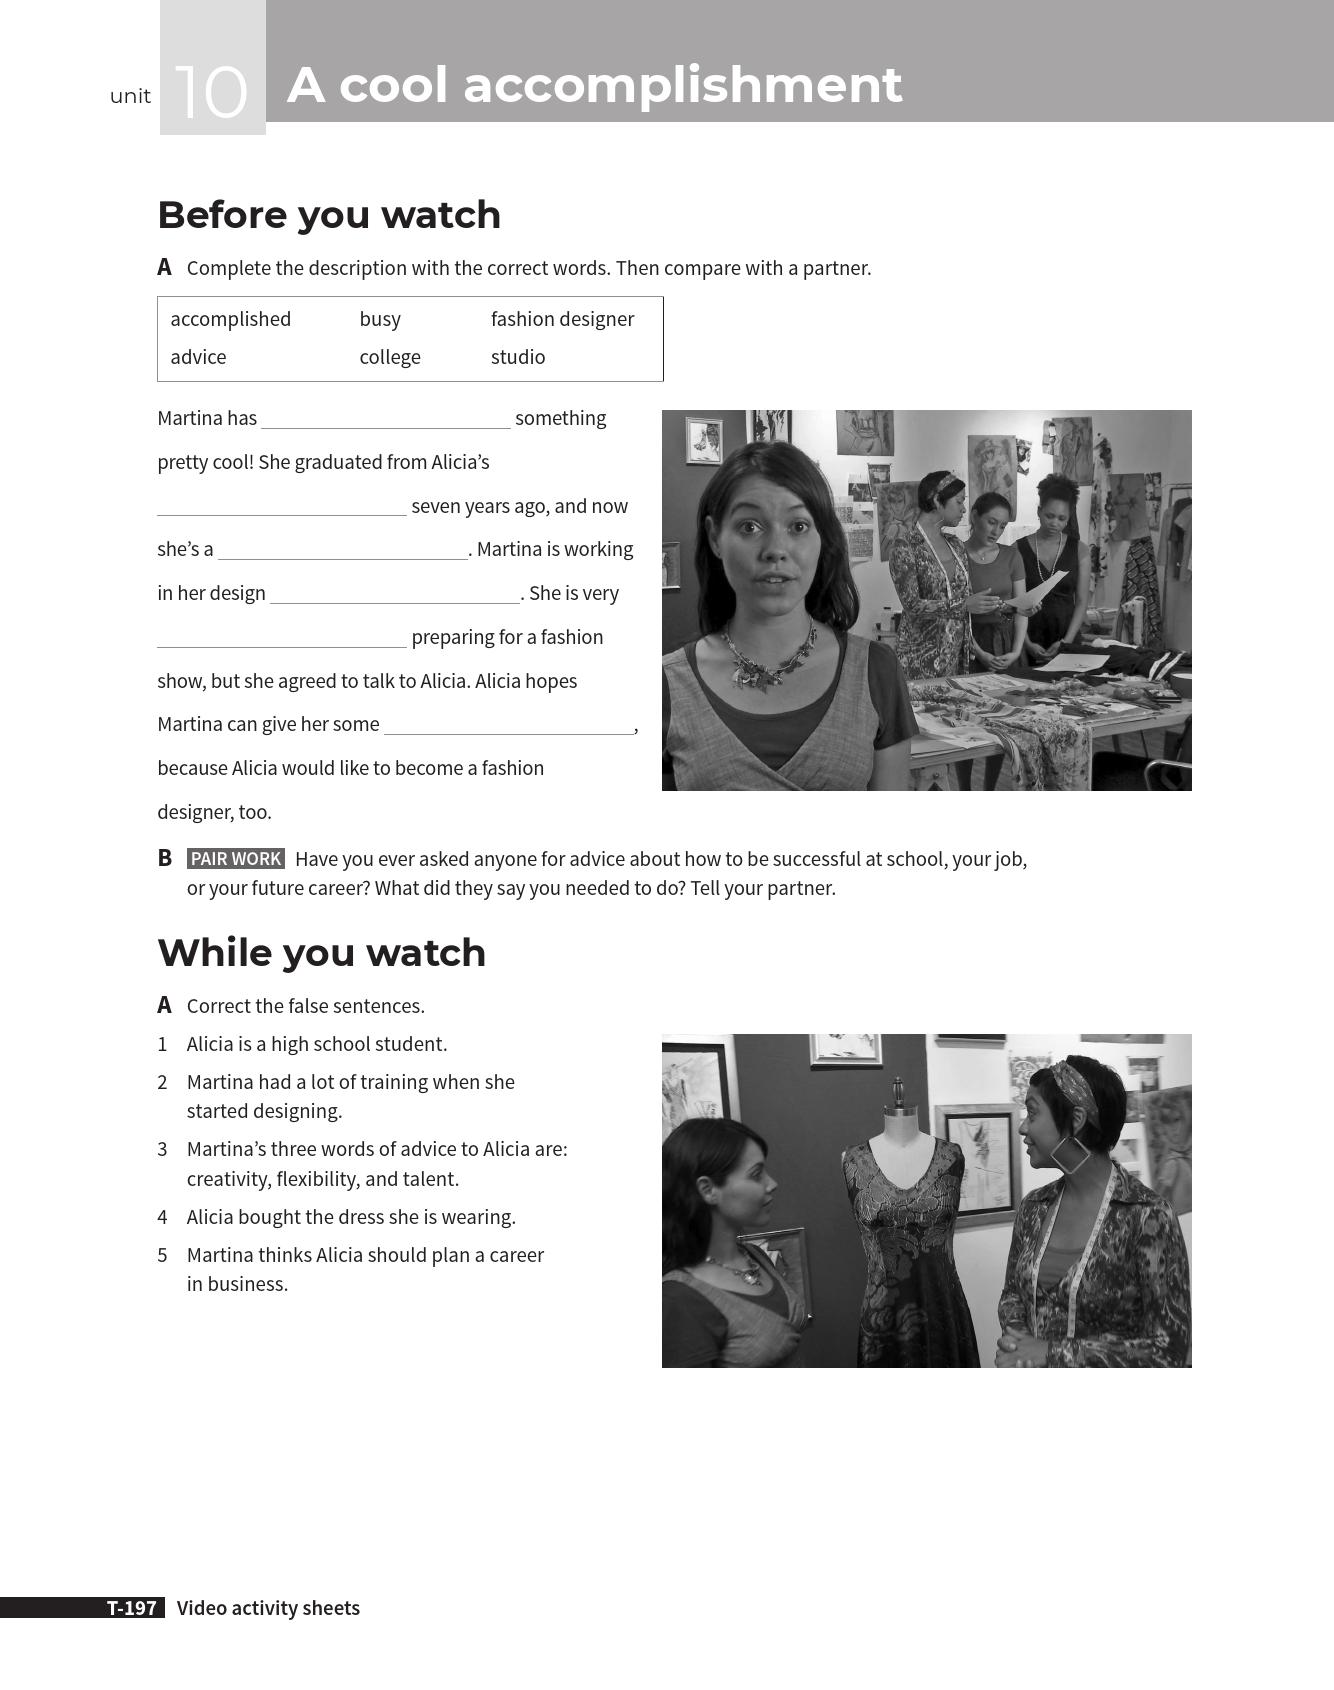 unit 10 A cool accomplishment
Before you watch
A Complete the description with the correct words. Then compare with a partner.
accomplished busy fashion designer
advice college studio
Martina has ______ something
pretty cool! She graduated from Alicia’s
______ seven years ago, and now
she’s a ______. Martina is working
in her design ______. She is very
______ preparing for a fashion
show, but she agreed to talk to Alicia. Alicia hopes
Martina can give her some ______,
because Alicia would like to become a fashion
designer, too.
B PAIR WORK Have you ever asked anyone for advice about how to be successful at school, your job,
or your future career? What did they say you needed to do? Tell your partner.
While you watch
A Correct the false sentences.
1 Alicia is a high school student.
2 Martina had a lot of training when she
started designing.
3 Martina’s three words of advice to Alicia are:
creativity, flexibility, and talent.
4 Alicia bought the dress she is wearing.
5 Martina thinks Alicia should plan a career
in business.
T-197 Video activity sheets